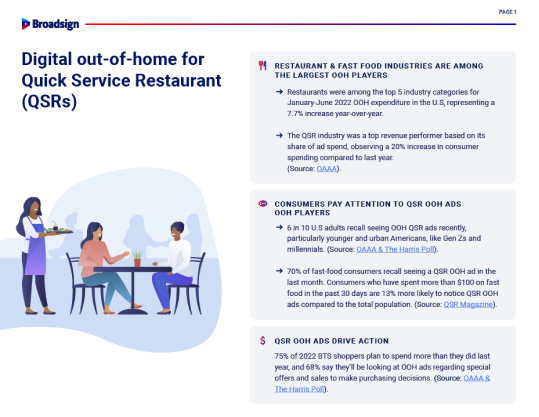 PAGE 1
Broadsign
Digital out-of-home for
Quick Service Restaurant
(QSRs)
RESTAURANT & FAST FOOD INDUSTRIES ARE AMONG
THE LARGEST OOH PLAYERS
→ Restaurants were among the top 5 industry categories for
January-June 2022 OOH expenditure in the U.S, representing a
7.7% increase year-over-year.
→ The QSR industry was a top revenue performer based on its
share of ad spend, observing a 20% increase in consumer
spending compared to last year.
(Source: OAAA).
CONSUMERS PAY ATTENTION TO QSR OOH ADS
OOH PLAYERS
→ 6 in 10 U.S adults recall seeing OOH QSR ads recently,
particularly younger and urban Americans, like Gen Zs and
millennials. (Source: OAAA & The Harris Poll).
→ 70% of fast-food consumers recall seeing a QSR OOH ad in the
last month. Consumers who have spent more than $100 on fast
food in the past 30 days are 13% more likely to notice QSR OOH
ads compared to the total population. (Source: QSR Magazine).
QSR OOH ADS DRIVE ACTION
75% of 2022 BTS shoppers plan to spend more than they did last
year, and 68% say they'll be looking at OOH ads regarding special
offers and sales to make purchasing decisions. (Source: OAAA &
The Harris Poll).